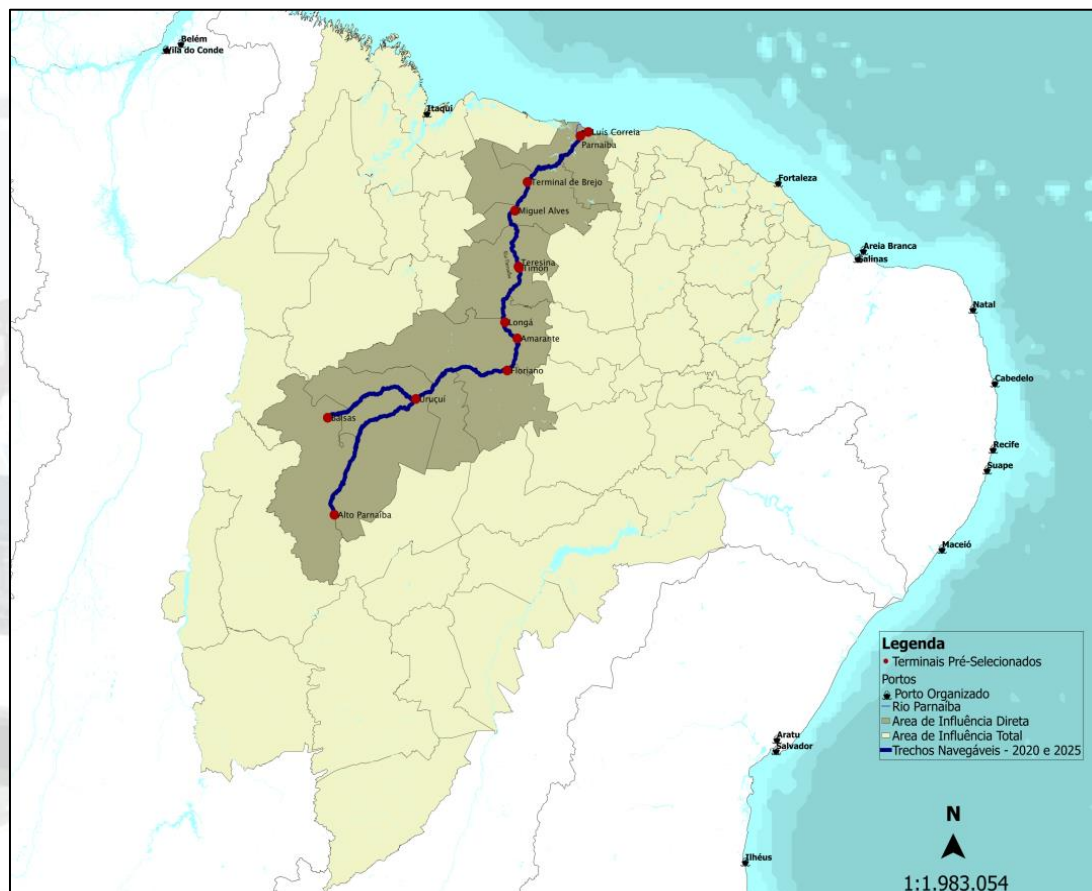 Belém
Vila do Conde
Itaqui
Luís Correia
Parnaíba
Terminal de Brejo
Fortaleza
Miguel Alves
Areia Branca
Salinas
Teresina
Timon
Natal
Longá
Amarante
Floriano
Cabedelo
Uruçuí
Balsas
Recife
Suape
Alto Parnaíba
Maceió
Legenda
Terminais Pré-Selecionados
Portos
Porto Organizado
Rio Parnaíba
Area de Influência Direta
Area de Influência Total
Trechos Navegáveis - 2020 e 2025
Aratu
Salvador
N
Ilhéus
1:1.983.054